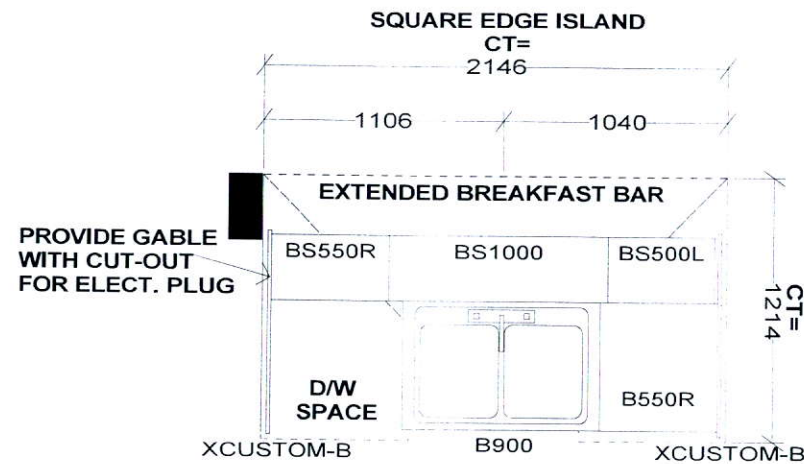 SQUARE EDGE ISLAND
CT=
2146
1106
1040
EXTENDED BREAKFAST BAR
PROVIDE GABLE
WITH CUT-OUT
FOR ELECT. PLUG
BS550R
BS1000
BS500L
CT=
1214
D/W
SPACE
B550R
XCUSTOM-B
B900
XCUSTOM-B